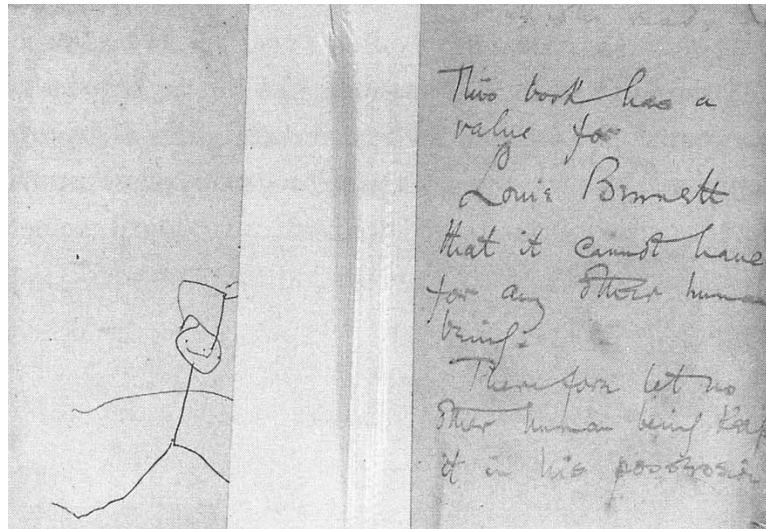 This book has a
value for
Louis Bennett
that it cannot have
for any other human
being.
Therefore let no
other human being keep
it in his possession